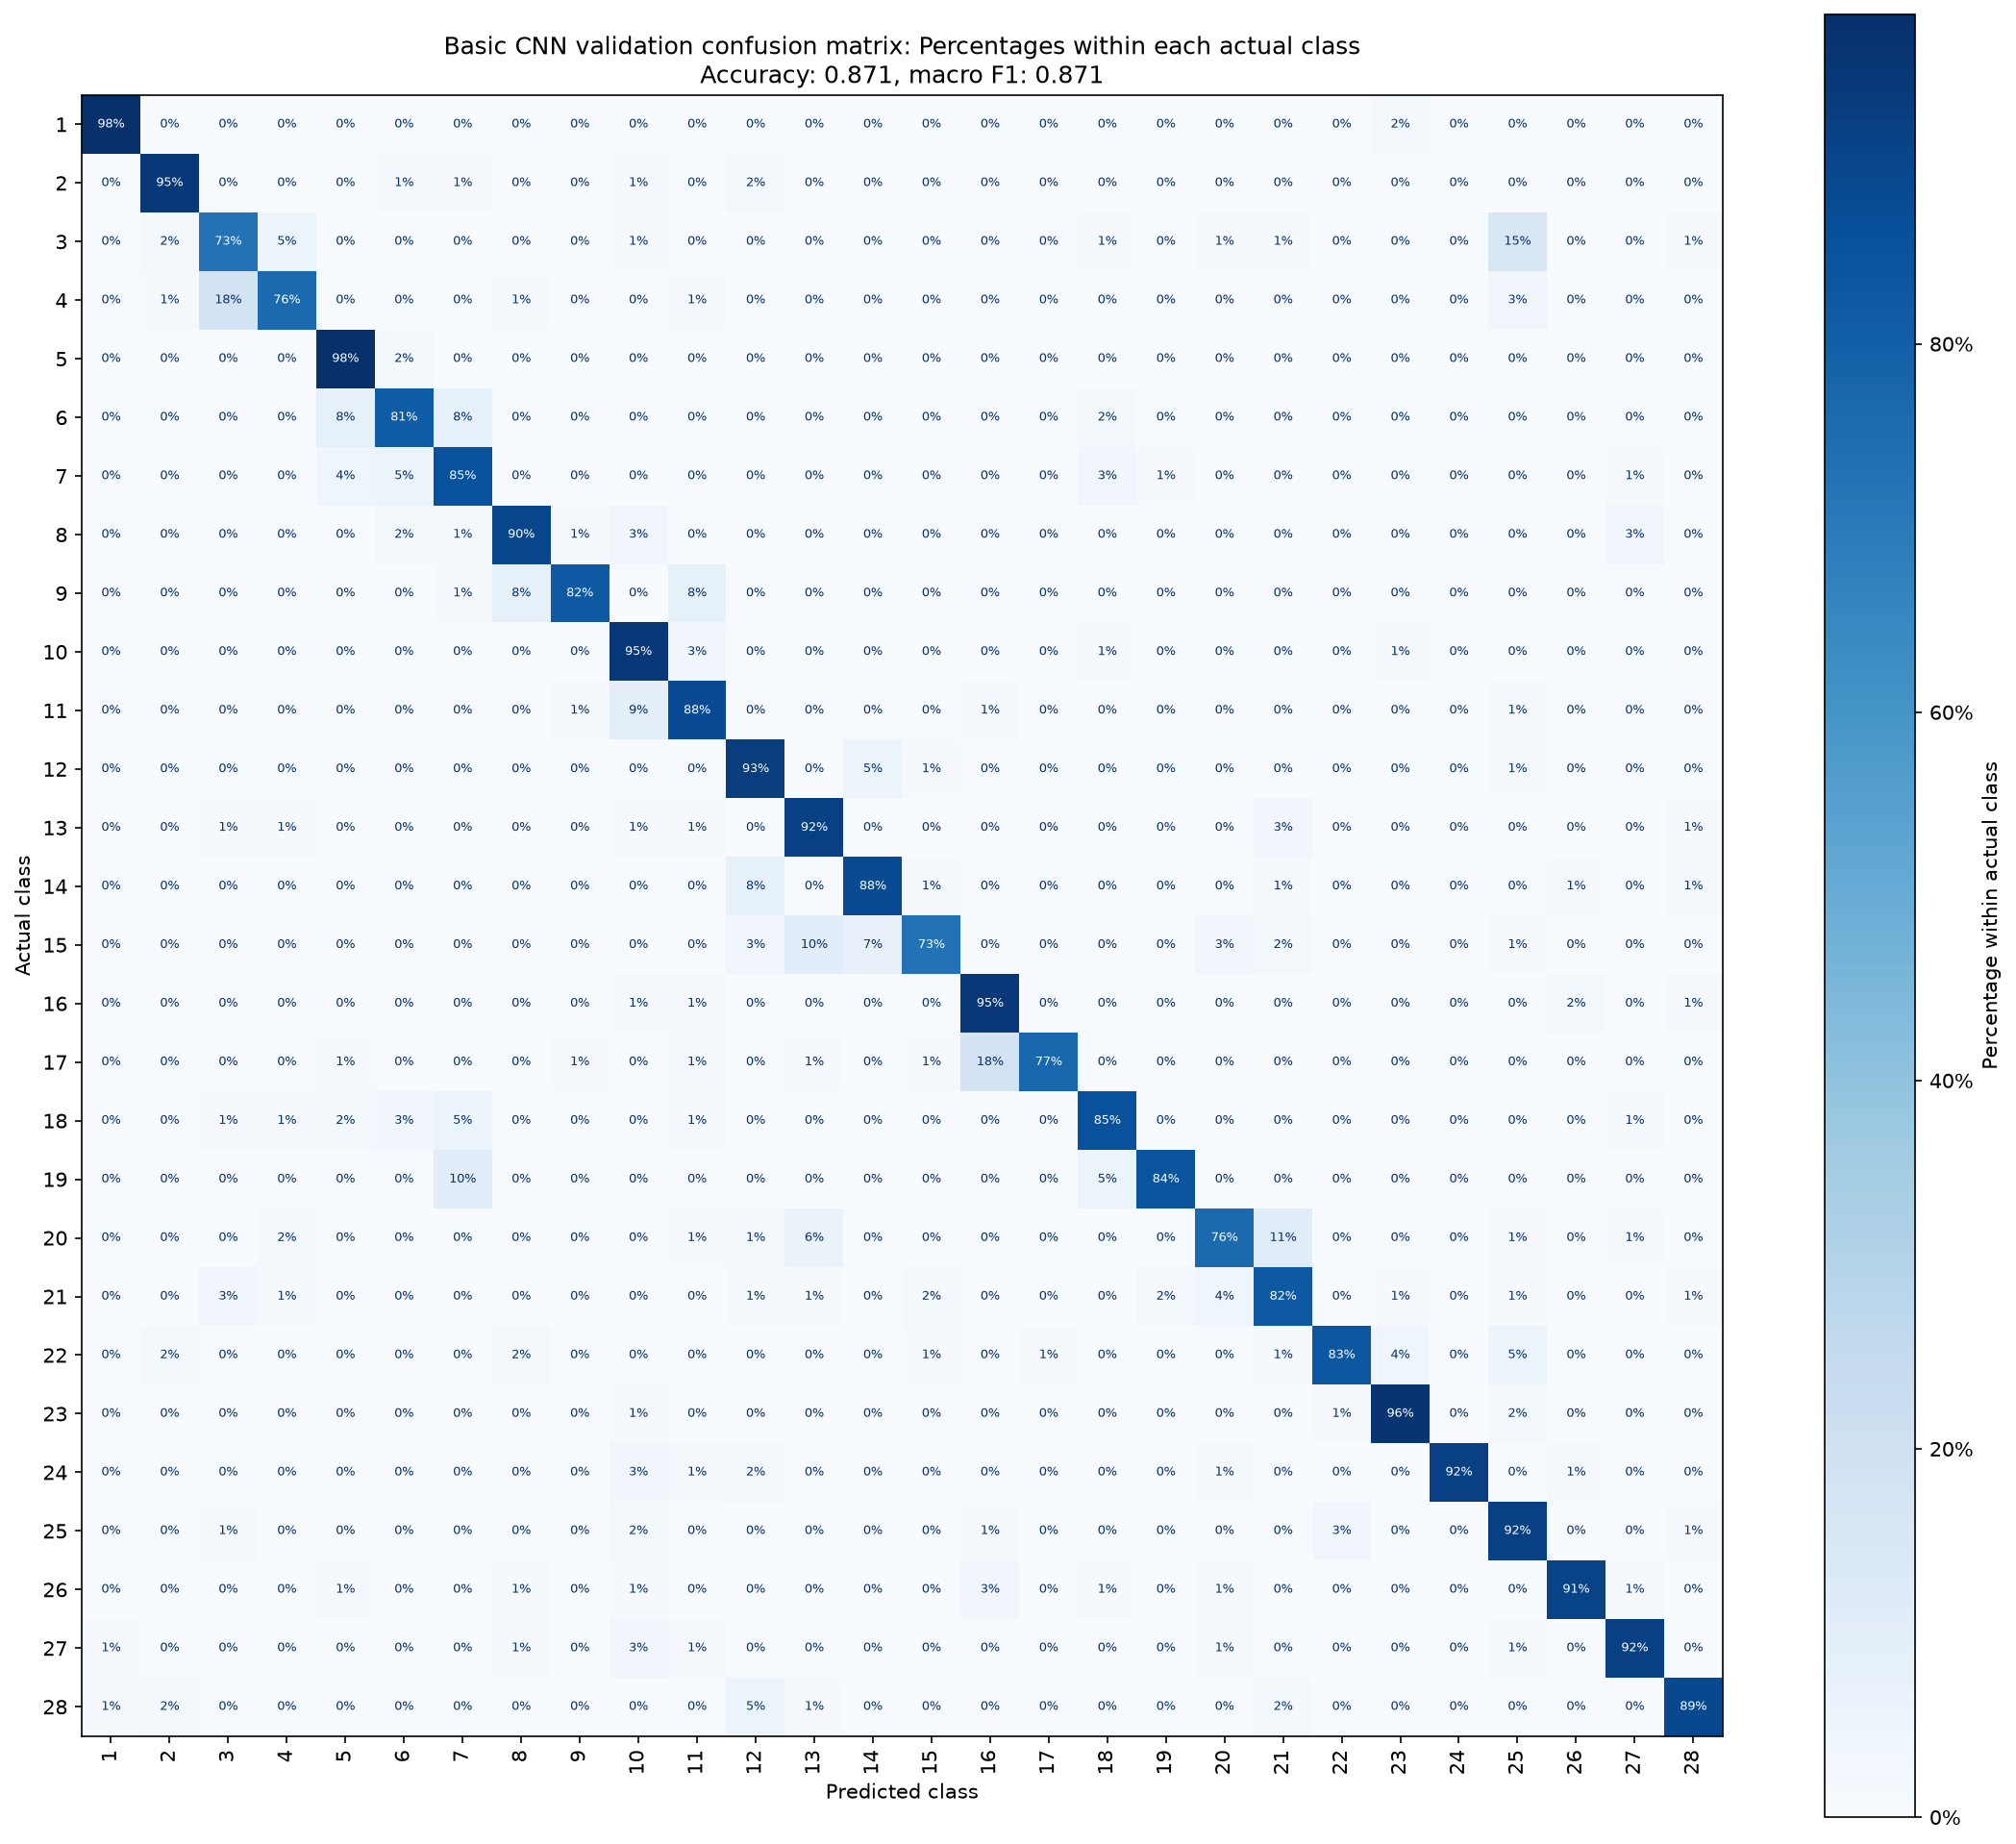 Basic CNN validation confusion matrix: Percentages within each actual class
Accuracy: 0.871, macro F1: 0.871
1 98% 0% 0% 0% 0% 0% 0% 0% 0% 0% 0% 0% 0% 0% 0% 0% 0% 0% 0% 0% 0% 0% 2% 0% 0% 0% 0% 0%
2 0% 95% 0% 0% 0% 1% 1% 0% 0% 1% 0% 2% 0% 0% 0% 0% 0% 0% 0% 0% 0% 0% 0% 0% 0% 0% 0% 0%
3 0% 2% 73% 5% 0% 0% 0% 0% 0% 1% 0% 0% 0% 0% 0% 0% 0% 1% 0% 1% 1% 0% 0% 0% 15% 0% 0% 1%
4 0% 1% 18% 76% 0% 0% 0% 1% 0% 0% 1% 0% 0% 0% 0% 0% 0% 0% 0% 0% 0% 0% 0% 0% 3% 0% 0% 0%
5 0% 0% 0% 0% 98% 2% 0% 0% 0% 0% 0% 0% 0% 0% 0% 0% 0% 0% 0% 0% 0% 0% 0% 0% 0% 0% 0% 0%
6 0% 0% 0% 0% 8% 81% 8% 0% 0% 0% 0% 0% 0% 0% 0% 0% 0% 2% 0% 0% 0% 0% 0% 0% 0% 0% 0% 0%
7 0% 0% 0% 0% 4% 5% 85% 0% 0% 0% 0% 0% 0% 0% 0% 0% 0% 3% 1% 0% 0% 0% 0% 0% 0% 0% 1% 0%
8 0% 0% 0% 0% 0% 2% 1% 90% 1% 3% 0% 0% 0% 0% 0% 0% 0% 0% 0% 0% 0% 0% 0% 0% 0% 0% 3% 0%
9 0% 0% 0% 0% 0% 0% 1% 8% 82% 0% 8% 0% 0% 0% 0% 0% 0% 0% 0% 0% 0% 0% 0% 0% 0% 0% 0% 0%
10 0% 0% 0% 0% 0% 0% 0% 0% 0% 95% 3% 0% 0% 0% 0% 0% 0% 1% 0% 0% 0% 0% 1% 0% 0% 0% 0% 0%
11 0% 0% 0% 0% 0% 0% 0% 0% 1% 9% 88% 0% 0% 0% 0% 1% 0% 0% 0% 0% 0% 0% 0% 0% 1% 0% 0% 0%
12 0% 0% 0% 0% 0% 0% 0% 0% 0% 0% 0% 93% 0% 5% 1% 0% 0% 0% 0% 0% 0% 0% 0% 0% 1% 0% 0% 0%
13 0% 0% 1% 1% 0% 0% 0% 0% 0% 1% 1% 0% 92% 0% 0% 0% 0% 0% 0% 0% 3% 0% 0% 0% 0% 0% 0% 1%
14 0% 0% 0% 0% 0% 0% 0% 0% 0% 0% 0% 8% 0% 88% 1% 0% 0% 0% 0% 0% 1% 0% 0% 0% 0% 1% 0% 1%
15 0% 0% 0% 0% 0% 0% 0% 0% 0% 0% 0% 3% 10% 7% 73% 0% 0% 0% 0% 3% 2% 0% 0% 0% 1% 0% 0% 0%
16 0% 0% 0% 0% 0% 0% 0% 0% 0% 1% 1% 0% 0% 0% 0% 95% 0% 0% 0% 0% 0% 0% 0% 0% 0% 2% 0% 1%
17 0% 0% 0% 0% 1% 0% 0% 0% 1% 0% 1% 0% 1% 0% 1% 18% 77% 0% 0% 0% 0% 0% 0% 0% 0% 0% 0% 0%
18 0% 0% 1% 1% 2% 3% 5% 0% 0% 0% 1% 0% 0% 0% 0% 0% 0% 85% 0% 0% 0% 0% 0% 0% 0% 0% 1% 0%
19 0% 0% 0% 0% 0% 0% 10% 0% 0% 0% 0% 0% 0% 0% 0% 0% 0% 5% 84% 0% 0% 0% 0% 0% 0% 0% 0% 0%
20 0% 0% 0% 2% 0% 0% 0% 0% 0% 0% 1% 1% 6% 0% 0% 0% 0% 0% 0% 76% 11% 0% 0% 0% 1% 0% 1% 0%
21 0% 0% 3% 1% 0% 0% 0% 0% 0% 0% 0% 1% 1% 0% 2% 0% 0% 0% 2% 4% 82% 0% 1% 0% 1% 0% 0% 1%
22 0% 2% 0% 0% 0% 0% 0% 2% 0% 0% 0% 0% 0% 0% 1% 0% 1% 0% 0% 0% 1% 83% 4% 0% 5% 0% 0% 0%
23 0% 0% 0% 0% 0% 0% 0% 0% 0% 1% 0% 0% 0% 0% 0% 0% 0% 0% 0% 0% 0% 1% 96% 0% 2% 0% 0% 0%
24 0% 0% 0% 0% 0% 0% 0% 0% 0% 3% 1% 2% 0% 0% 0% 0% 0% 0% 0% 1% 0% 0% 0% 92% 0% 1% 0% 0%
25 0% 0% 1% 0% 0% 0% 0% 0% 0% 2% 0% 0% 0% 0% 0% 1% 0% 0% 0% 0% 0% 3% 0% 0% 92% 0% 0% 1%
26 0% 0% 0% 0% 1% 0% 0% 1% 0% 1% 0% 0% 0% 0% 0% 3% 0% 1% 0% 1% 0% 0% 0% 0% 0% 91% 1% 0%
27 1% 0% 0% 0% 0% 0% 0% 1% 0% 3% 1% 0% 0% 0% 0% 0% 0% 0% 0% 1% 0% 0% 0% 0% 1% 0% 92% 0%
28 1% 2% 0% 0% 0% 0% 0% 0% 0% 0% 0% 5% 1% 0% 0% 0% 0% 0% 0% 0% 2% 0% 0% 0% 0% 0% 0% 89%
1 2 3 4 5 6 7 8 9 10 11 12 13 14 15 16 17 18 19 20 21 22 23 24 25 26 27 28
Predicted class
Actual class
80%
60%
40%
20%
0%
Percentage within actual class